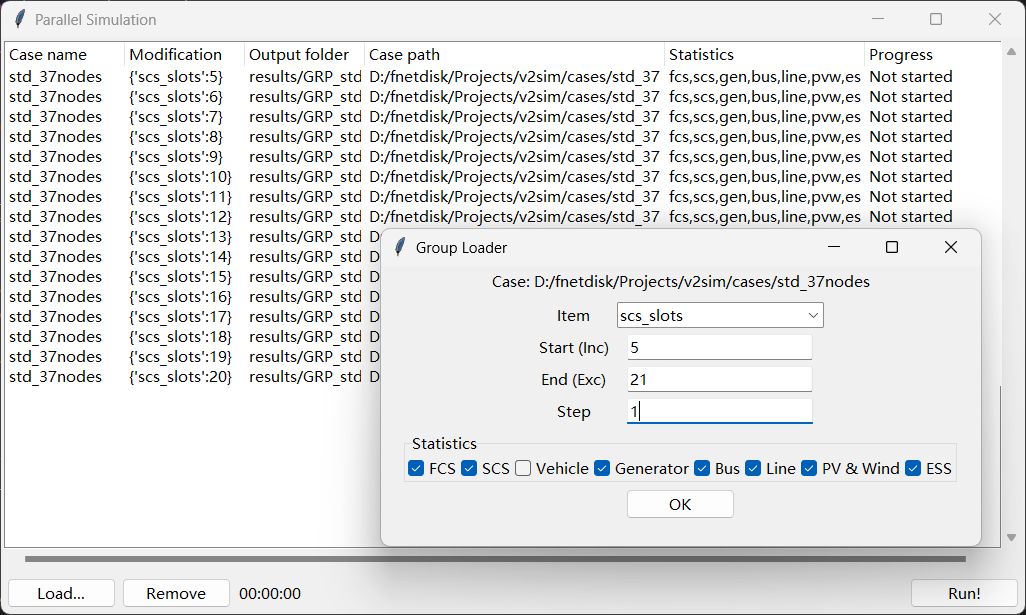 Parallel Simulation
Case name Modification Output folder Case path Statistics Progress
std_37nodes {'scs_slots':5} results/GRP_std D:/fnetdisk/Projects/v2sim/cases/std_37 fcs,scs,gen,bus,line,pvw,es Not started
std_37nodes {'scs_slots':6} results/GRP_std D:/fnetdisk/Projects/v2sim/cases/std_37 fcs,scs,gen,bus,line,pvw,es Not started
std_37nodes {'scs_slots':7} results/GRP_std D:/fnetdisk/Projects/v2sim/cases/std_37 fcs,scs,gen,bus,line,pvw,es Not started
std_37nodes {'scs_slots':8} results/GRP_std D:/fnetdisk/Projects/v2sim/cases/std_37 fcs,scs,gen,bus,line,pvw,es Not started
std_37nodes {'scs_slots':9} results/GRP_std D:/fnetdisk/Projects/v2sim/cases/std_37 fcs,scs,gen,bus,line,pvw,es Not started
std_37nodes {'scs_slots':10} results/GRP_std D:/fnetdisk/Projects/v2sim/cases/std_37 fcs,scs,gen,bus,line,pvw,es Not started
std_37nodes {'scs_slots':11} results/GRP_std D:/fnetdisk/Projects/v2sim/cases/std_37 fcs,scs,gen,bus,line,pvw,es Not started
std_37nodes {'scs_slots':12} results/GRP_std D:/fnetdisk/Projects/v2sim/cases/std_37 fcs,scs,gen,bus,line,pvw,es Not started
std_37nodes {'scs_slots':13} results/GRP_std D
std_37nodes {'scs_slots':14} results/GRP_std D
std_37nodes {'scs_slots':15} results/GRP_std D
std_37nodes {'scs_slots':16} results/GRP_std D
std_37nodes {'scs_slots':17} results/GRP_std D
std_37nodes {'scs_slots':18} results/GRP_std D
std_37nodes {'scs_slots':19} results/GRP_std D
std_37nodes {'scs_slots':20} results/GRP_std D
Group Loader
Case: D:/fnetdisk/Projects/v2sim/cases/std_37nodes
Item scs_slots
Start (Inc) 5
End (Exc) 21
Step 1
Statistics
FCS SCS Vehicle Generator Bus Line PV & Wind ESS
OK
Load... Remove 00:00:00 Run!